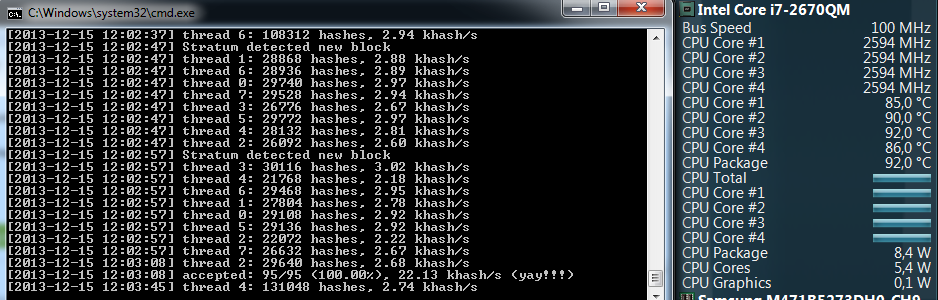 C:\Windows\system32\cmd.exe
[2013-12-15 12:02:37] thread 6: 108312 hashes, 2.94 khash/s
[2013-12-15 12:02:47] Stratum detected new block
[2013-12-15 12:02:47] thread 1: 28868 hashes, 2.88 khash/s
[2013-12-15 12:02:47] thread 6: 28936 hashes, 2.89 khash/s
[2013-12-15 12:02:47] thread 0: 29740 hashes, 2.97 khash/s
[2013-12-15 12:02:47] thread 7: 29528 hashes, 2.94 khash/s
[2013-12-15 12:02:47] thread 3: 26776 hashes, 2.67 khash/s
[2013-12-15 12:02:47] thread 5: 29772 hashes, 2.97 khash/s
[2013-12-15 12:02:47] thread 4: 28132 hashes, 2.81 khash/s
[2013-12-15 12:02:47] thread 2: 26092 hashes, 2.60 khash/s
[2013-12-15 12:02:57] Stratum detected new block
[2013-12-15 12:02:57] thread 3: 30116 hashes, 3.02 khash/s
[2013-12-15 12:02:57] thread 4: 21768 hashes, 2.18 khash/s
[2013-12-15 12:02:57] thread 6: 29468 hashes, 2.95 khash/s
[2013-12-15 12:02:57] thread 1: 27804 hashes, 2.78 khash/s
[2013-12-15 12:02:57] thread 0: 29108 hashes, 2.92 khash/s
[2013-12-15 12:02:57] thread 5: 29136 hashes, 2.92 khash/s
[2013-12-15 12:02:57] thread 2: 22072 hashes, 2.22 khash/s
[2013-12-15 12:02:57] thread 7: 26632 hashes, 2.67 khash/s
[2013-12-15 12:03:08] thread 2: 29640 hashes, 2.68 khash/s
[2013-12-15 12:03:08] accepted: 95/95 (100.00%), 22.13 khash/s (yay!!!)
[2013-12-15 12:03:45] thread 4: 131048 hashes, 2.74 khash/s
Intel Core i7-2670QM
Bus Speed 100 MHz
CPU Core #1 2594 MHz
CPU Core #2 2594 MHz
CPU Core #3 2594 MHz
CPU Core #4 2594 MHz
CPU Core #1 85,0 °C
CPU Core #2 90,0 °C
CPU Core #3 92,0 °C
CPU Core #4 86,0 °C
CPU Package 92,0 °C
CPU Total
CPU Core #1
CPU Core #2
CPU Core #3
CPU Core #4
CPU Package 8,4 W
CPU Cores 5,4 W
CPU Graphics 0,1 W
Samsung M471B5273DH0-CH9